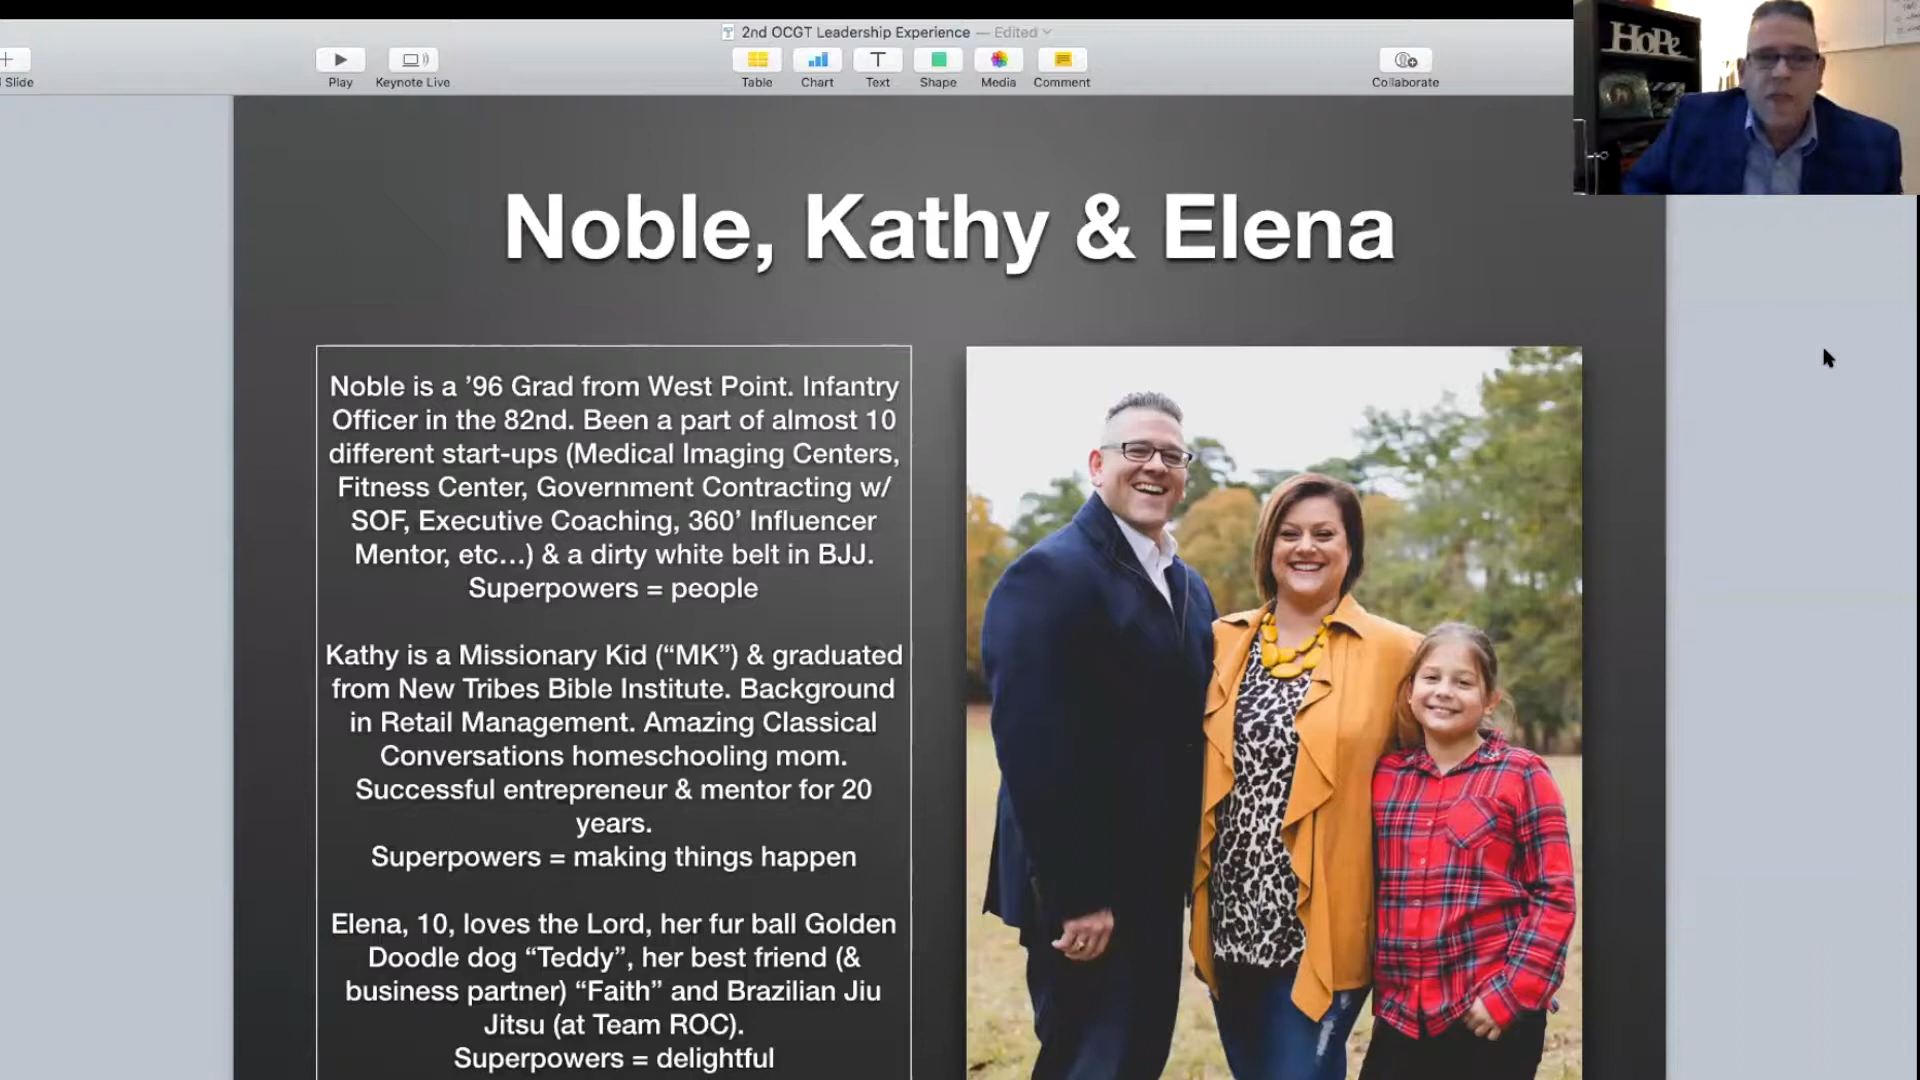 2nd OCGT Leadership Experience — Edited
Slide
Play
Keynote Live
Table
Chart
Text
Shape
Media
Comment
Collaborate
HOPE
Noble, Kathy & Elena
Noble is a ’96 Grad from West Point. Infantry
Officer in the 82nd. Been a part of almost 10
different start-ups (Medical Imaging Centers,
Fitness Center, Government Contracting w/
SOF, Executive Coaching, 360’ Influencer
Mentor, etc...) & a dirty white belt in BJJ.
Superpowers = people
Kathy is a Missionary Kid (“MK”) & graduated
from New Tribes Bible Institute. Background
in Retail Management. Amazing Classical
Conversations homeschooling mom.
Successful entrepreneur & mentor for 20
years.
Superpowers = making things happen
Elena, 10, loves the Lord, her fur ball Golden
Doodle dog “Teddy”, her best friend (&
business partner) “Faith” and Brazilian Jiu
Jitsu (at Team ROC).
Superpowers = delightful